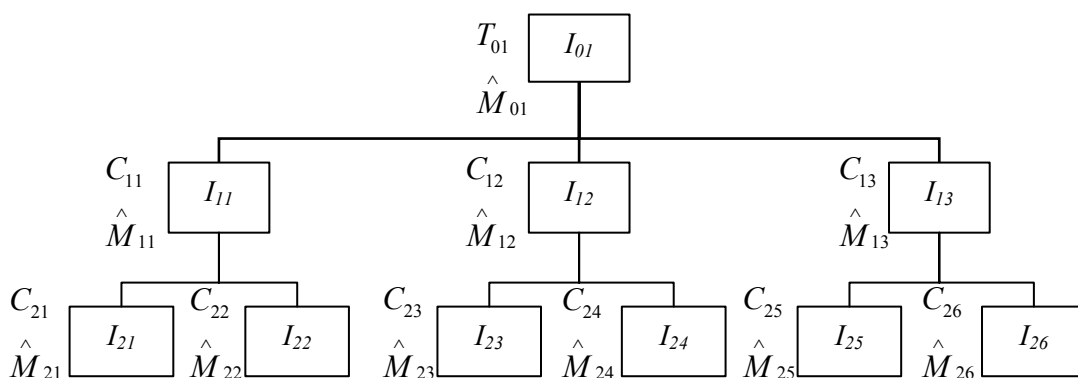 T₀₁ I₀₁
M̂₀₁
C₁₁ I₁₁ C₁₂ I₁₂ C₁₃ I₁₃
M̂₁₁ M̂₁₂ M̂₁₃
C₂₁ C₂₂ C₂₃ C₂₄ C₂₅ C₂₆
I₂₁ I₂₂ I₂₃ I₂₄ I₂₅ I₂₆
M̂₂₁ M̂₂₂ M̂₂₃ M̂₂₄ M̂₂₅ M̂₂₆